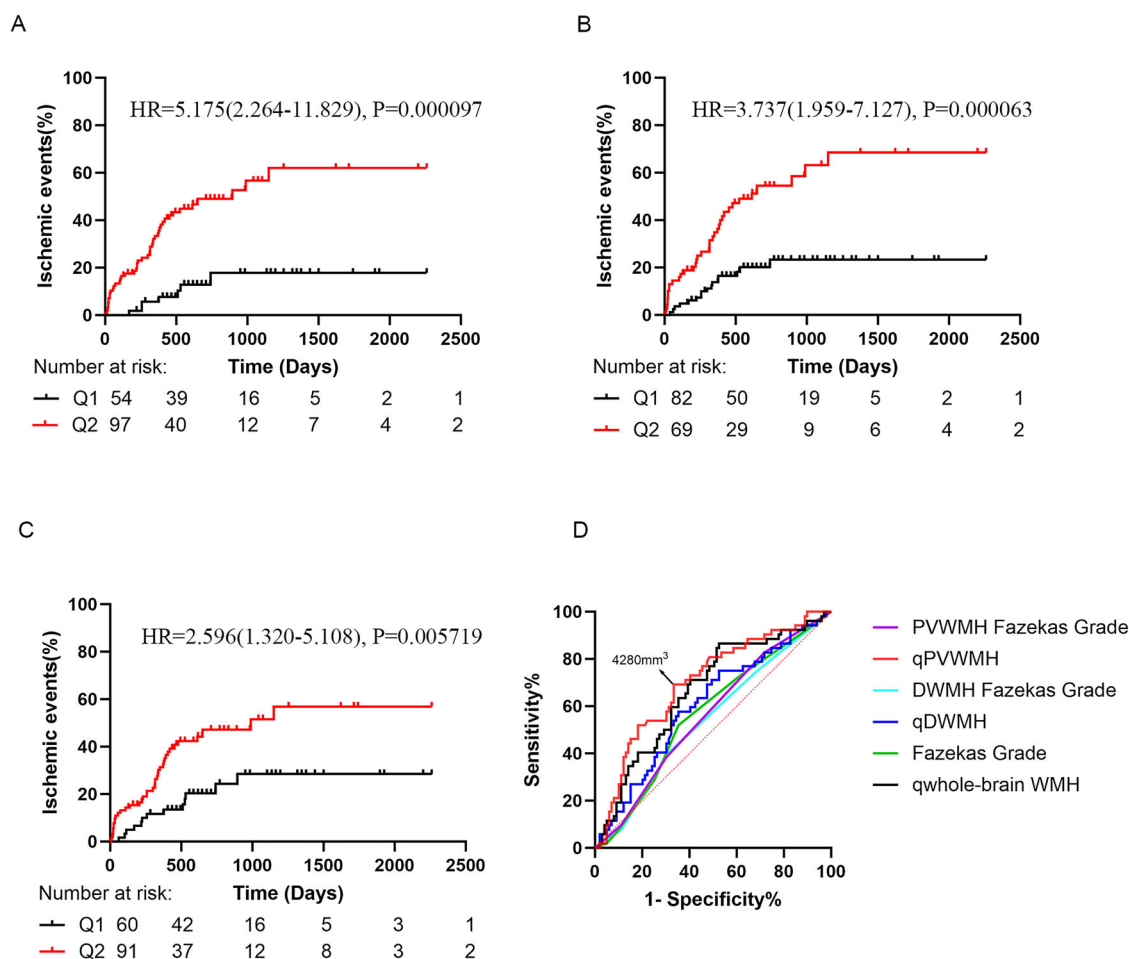 A
Ischemic events(%)
100
80
60
40
20
0
HR=5.175(2.264-11.829), P=0.000097
0 500 1000 1500 2000 2500
Number at risk: Time (Days)
Q1 54 39 16 5 2 1
Q2 97 40 12 7 4 2
B
Ischemic events(%)
100
80
60
40
20
0
HR=3.737(1.959-7.127), P=0.000063
0 500 1000 1500 2000 2500
Number at risk: Time (Days)
Q1 82 50 19 5 2 1
Q2 69 29 9 6 4 2
C
Ischemic events(%)
100
80
60
40
20
0
HR=2.596(1.320-5.108), P=0.005719
0 500 1000 1500 2000 2500
Number at risk: Time (Days)
Q1 60 42 16 5 3 1
Q2 91 37 12 8 3 2
D
Sensitivity%
100
80
60
40
20
0
4280mm³
0 20 40 60 80 100
1- Specificity%
PVWMH Fazekas Grade
qPVWMH
DWMH Fazekas Grade
qDWMH
Fazekas Grade
qwhole-brain WMH